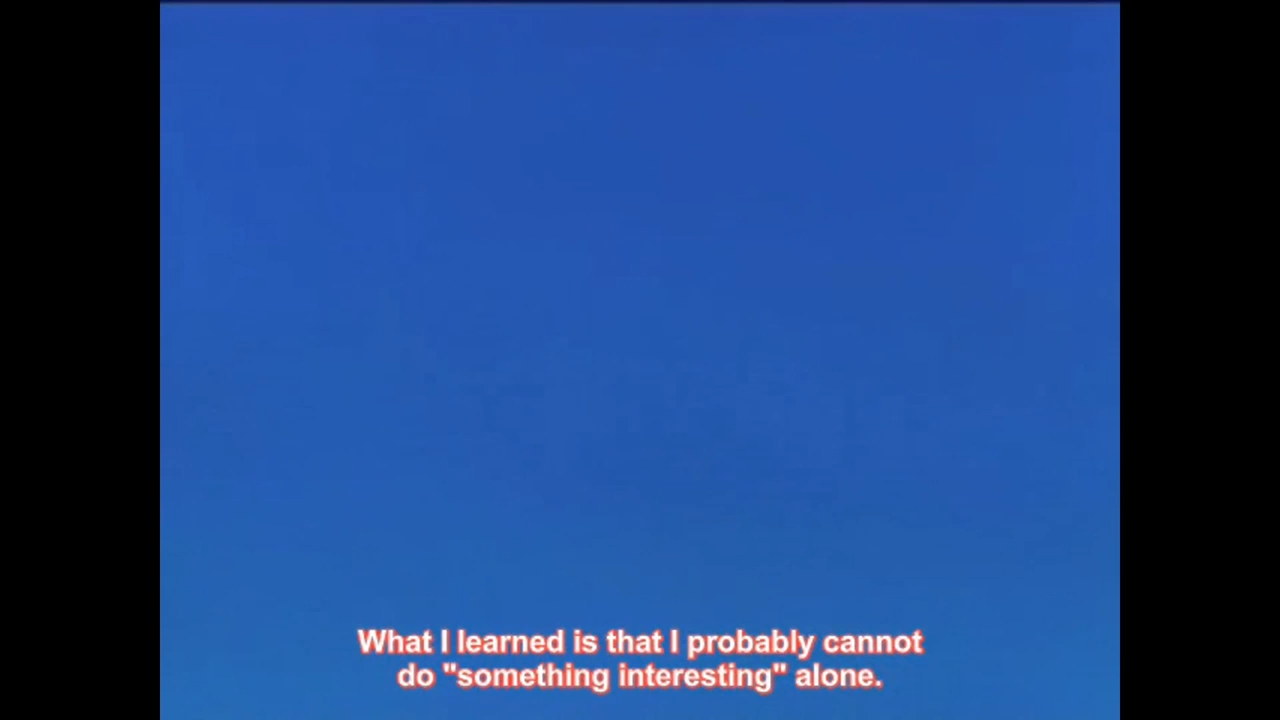 What I learned is that I probably cannot
do "something interesting" alone.